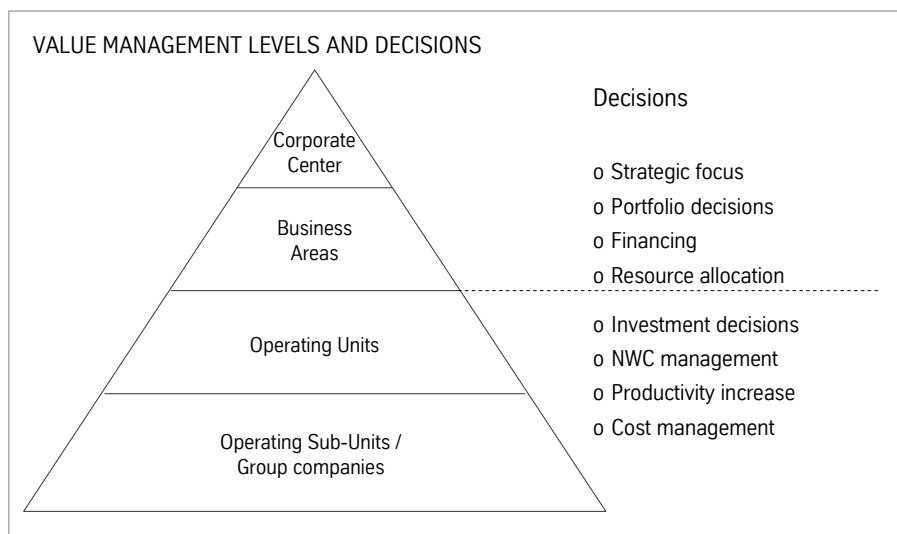 VALUE MANAGEMENT LEVELS AND DECISIONS
Corporate
Center
Business
Areas
Operating Units
Operating Sub-Units /
Group companies
Decisions
o Strategic focus
o Portfolio decisions
o Financing
o Resource allocation
o Investment decisions
o NWC management
o Productivity increase
o Cost management